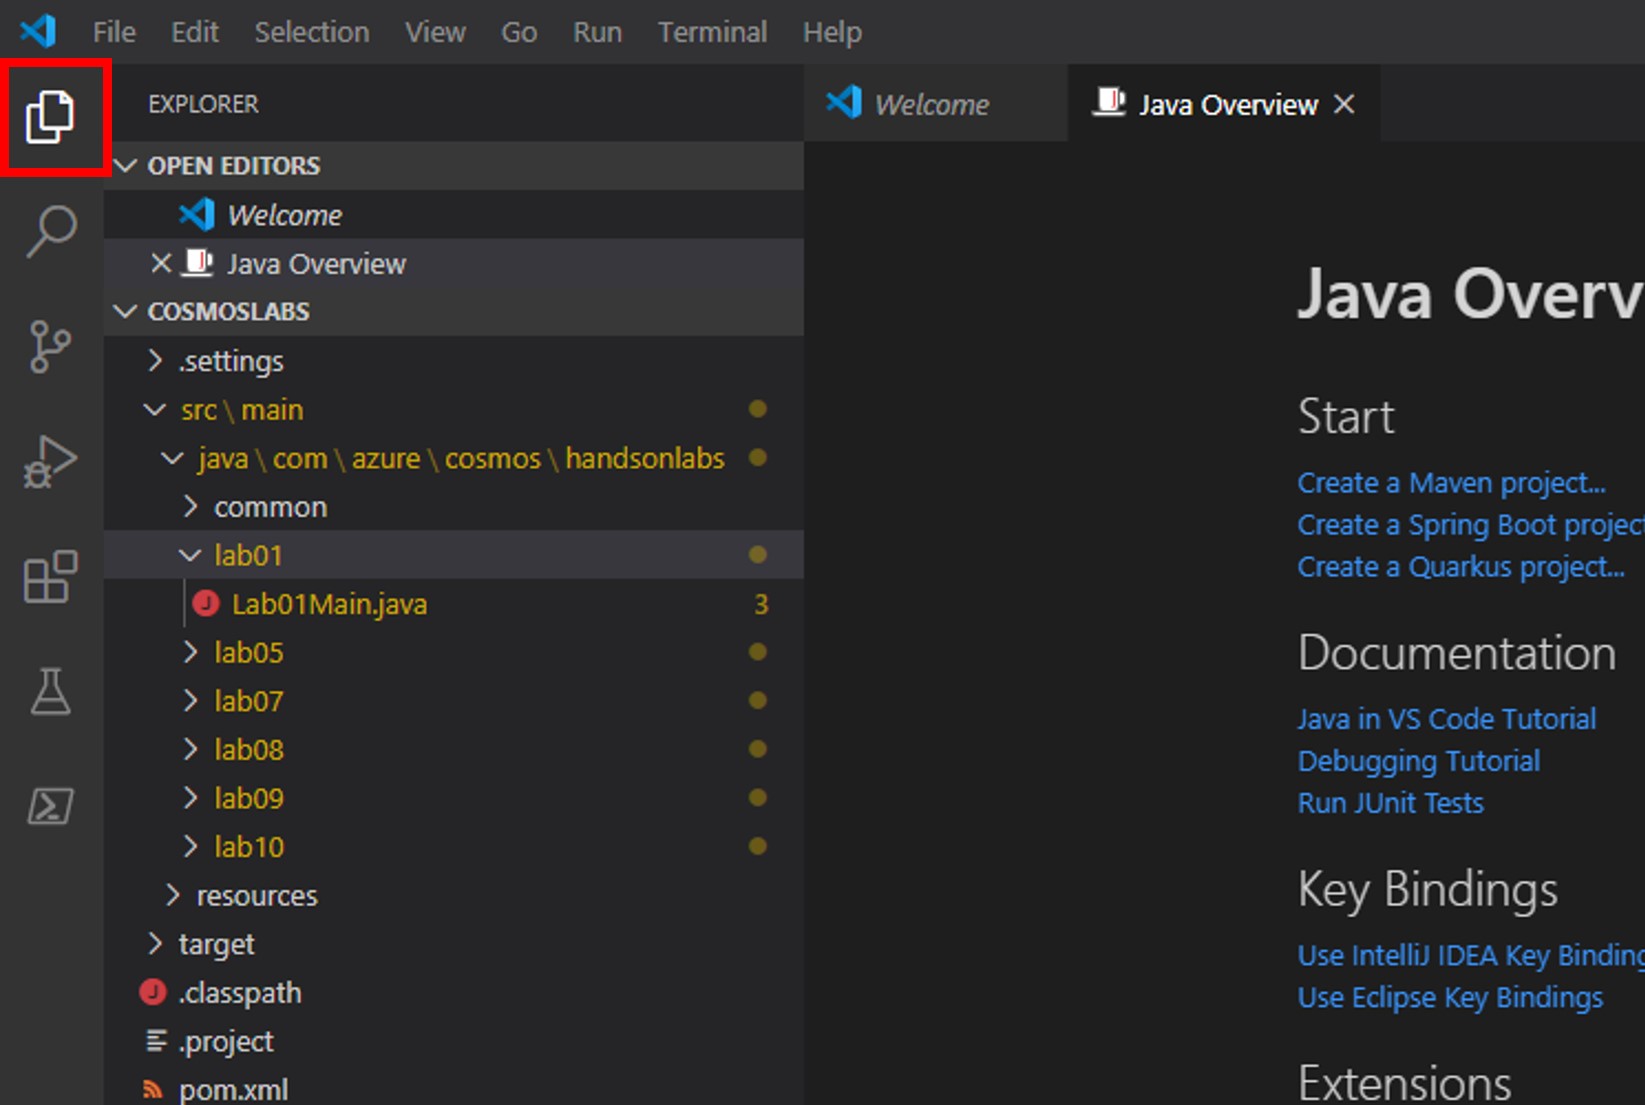 File Edit Selection View Go Run Terminal Help
EXPLORER
OPEN EDITORS
Welcome
Java Overview
COSMOSLABS
.settings
src \ main
java \ com \ azure \ cosmos \ handsonlabs
common
lab01
Lab01Main.java 3
lab05
lab07
lab08
lab09
lab10
resources
target
.classpath
.project
pom.xml
Welcome Java Overview
Java Overv
Start
Create a Maven project...
Create a Spring Boot project
Create a Quarkus project...
Documentation
Java in VS Code Tutorial
Debugging Tutorial
Run JUnit Tests
Key Bindings
Use IntelliJ IDEA Key Binding
Use Eclipse Key Bindings
Extensions